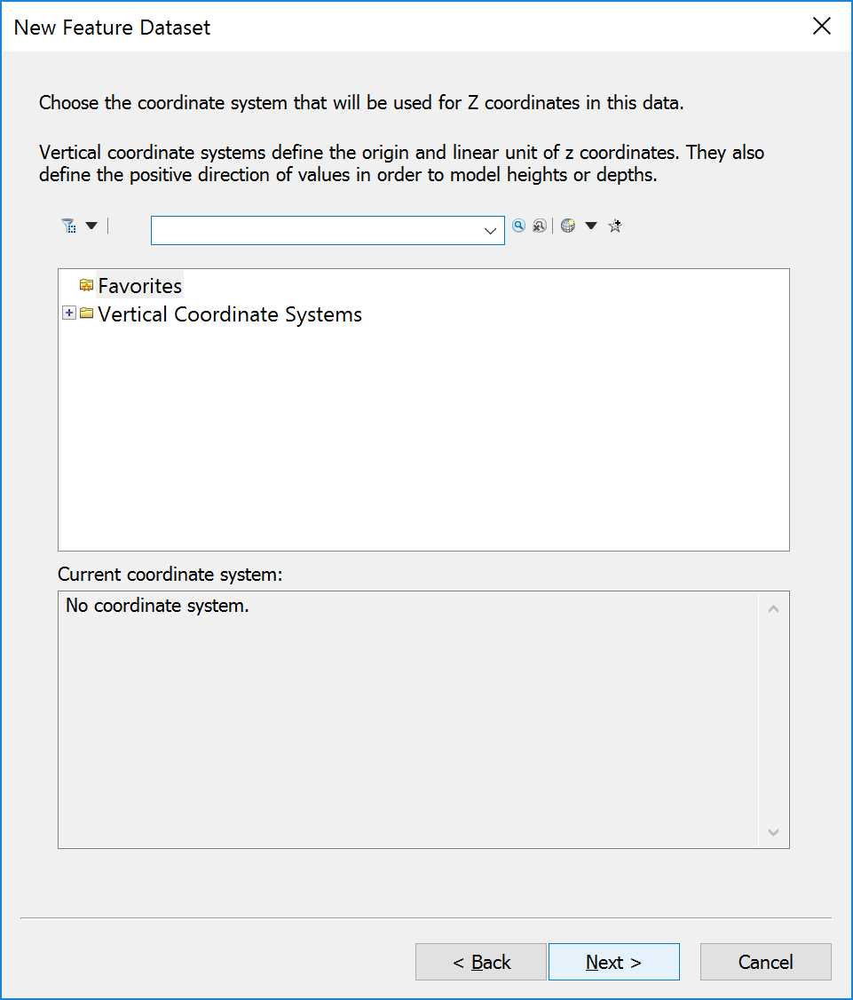 New Feature Dataset
Choose the coordinate system that will be used for Z coordinates in this data.
Vertical coordinate systems define the origin and linear unit of z coordinates. They also
define the positive direction of values in order to model heights or depths.
Favorites
Vertical Coordinate Systems
Current coordinate system:
No coordinate system.
< Back Next > Cancel